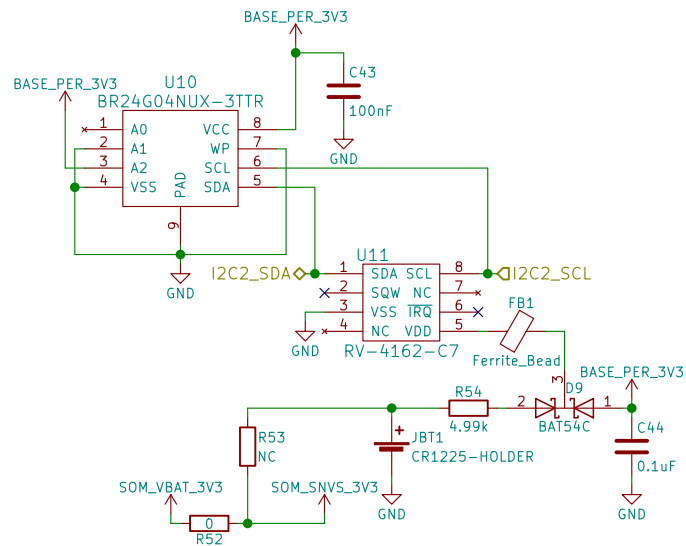 BASE_PER_3V3
BASE_PER_3V3
U10
BR24G04NUX-3TTR
C43
100nF
GND
1 A0 VCC 8
2 A1 WP 7
3 A2 SCL 6
4 VSS SDA 5
PAD
9
GND
I2C2_SDA
U11
I2C2_SCL
1 SDA SCL 8
2 SQW NC 7
3 VSS IRQ 6
4 NC VDD 5
RV-4162-C7
GND
FB1
Ferrite_Bead
BASE_PER_3V3
3
D9
2 1
BAT54C
R54
4.99k
C44
0.1uF
GND
R53
NC
+
JBT1
CR1225-HOLDER
GND
SOM_VBAT_3V3
SOM_SNVS_3V3
0
R52